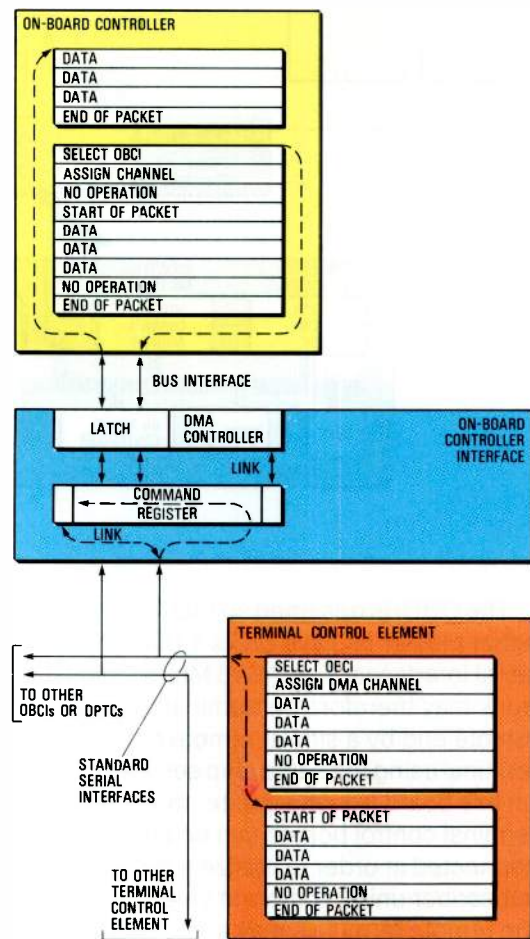 ON-BOARD CONTROLLER
DATA
DATA
DATA
END OF PACKET
SELECT OBCI
ASSIGN CHANNEL
NO OPERATION
START OF PACKET
DATA
DATA
DATA
NO OPERATION
END OF PACKET
BUS INTERFACE
LATCH
DMA
CONTROLLER
ON-BOARD
CONTROLLER
INTERFACE
LINK
COMMAND
REGISTER
LINK
TERMINAL CONTROL ELEMENT
SELECT OECI
ASSIGN DMA CHANNEL
DATA
DATA
DATA
NO OPERATION
END OF PACKET
TO OTHER
OBCIs OR DPTCs
STANDARD
SERIAL
INTERFACES
START OF PACKET
DATA
DATA
DATA
NO OPERATION
END OF PACKET
TO OTHER
TERMINAL
CONTROL
ELEMENT